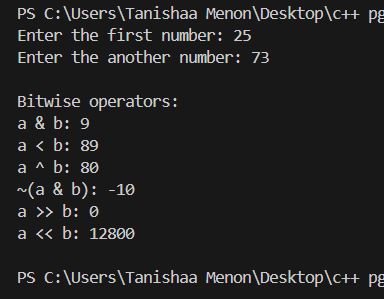 PS C:\Users\Tanishaa Menon\Desktop\c++ pg
Enter the first number: 25
Enter the another number: 73
Bitwise operators:
a & b: 9
a < b: 89
a ^ b: 80
~(a & b): -10
a >> b: 0
a << b: 12800
PS C:\Users\Tanishaa Menon\Desktop\c++ pg